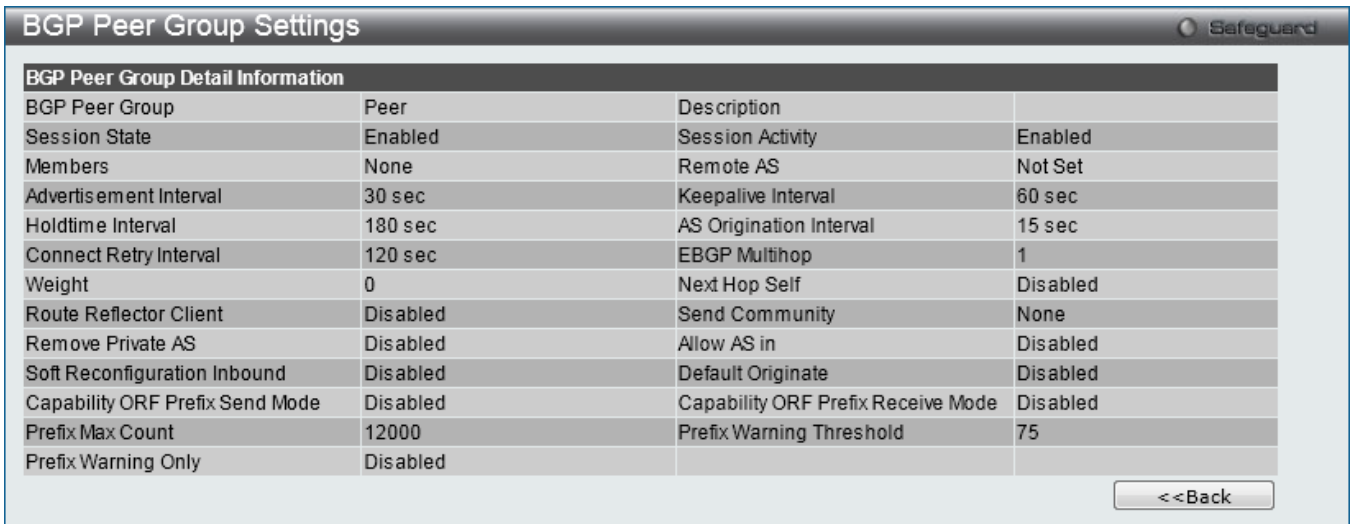 BGP Peer Group Settings
Safeguard
BGP Peer Group Detail Information
BGP Peer Group Peer Description
Session State Enabled Session Activity Enabled
Members None Remote AS Not Set
Advertisement Interval 30 sec Keepalive Interval 60 sec
Holdtime Interval 180 sec AS Origination Interval 15 sec
Connect Retry Interval 120 sec EBGP Multihop 1
Weight 0 Next Hop Self Disabled
Route Reflector Client Disabled Send Community None
Remove Private AS Disabled Allow AS in Disabled
Soft Reconfiguration Inbound Disabled Default Originate Disabled
Capability ORF Prefix Send Mode Disabled Capability ORF Prefix Receive Mode Disabled
Prefix Max Count 12000 Prefix Warning Threshold 75
Prefix Warning Only Disabled
<<Back